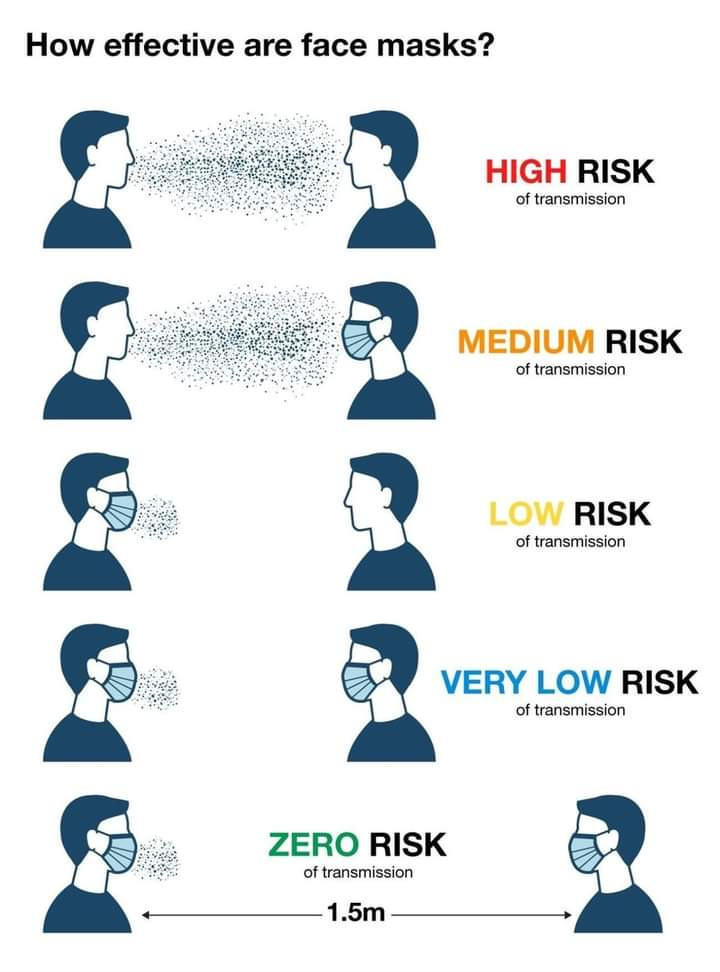 How effective are face masks?
HIGH RISK
of transmission
MEDIUM RISK
of transmission
LOW RISK
of transmission
VERY LOW RISK
of transmission
ZERO RISK
of transmission
1.5m